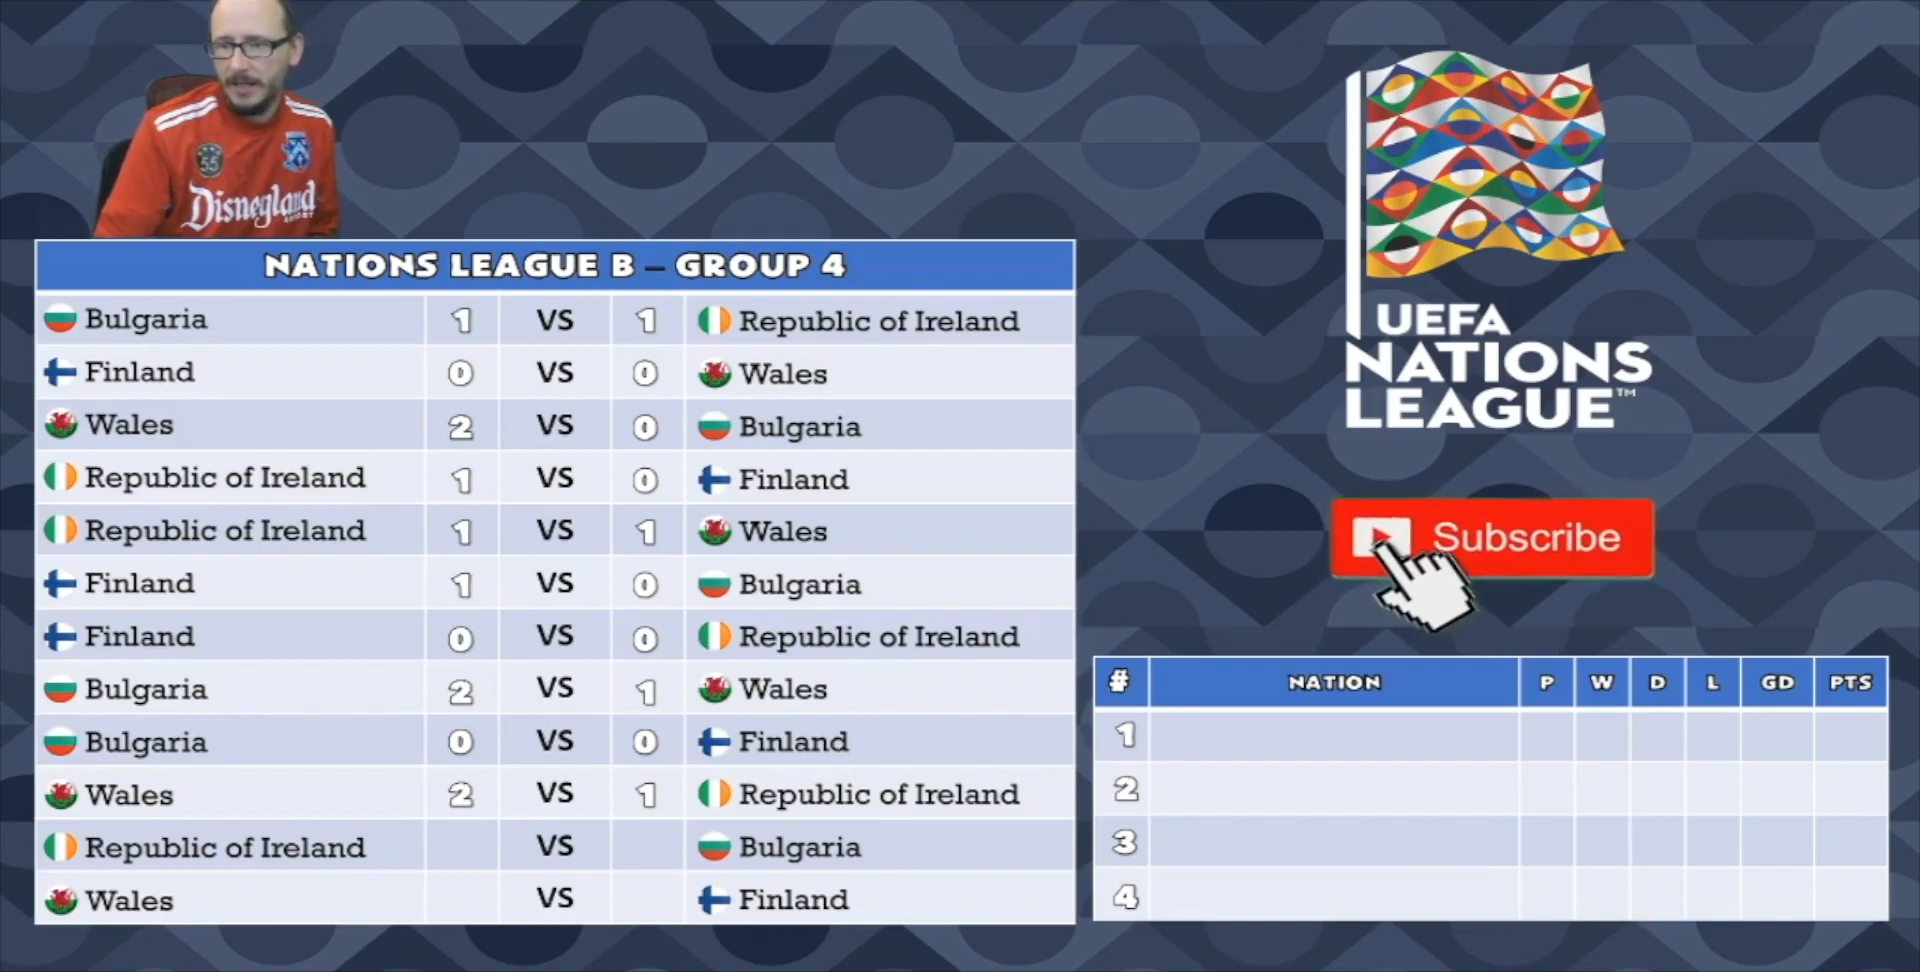 55
Disneyland
RESORT
NATIONS LEAGUE B – GROUP 4
Bulgaria 1 VS 1 Republic of Ireland
Finland 0 VS 0 Wales
Wales 2 VS 0 Bulgaria
Republic of Ireland 1 VS 0 Finland
Republic of Ireland 1 VS 1 Wales
Finland 1 VS 0 Bulgaria
Finland 0 VS 0 Republic of Ireland
Bulgaria 2 VS 1 Wales
Bulgaria 0 VS 0 Finland
Wales 2 VS 1 Republic of Ireland
Republic of Ireland VS Bulgaria
Wales VS Finland
UEFA
NATIONS
LEAGUE™
Subscribe
# NATION P W D L GD PTS
1
2
3
4